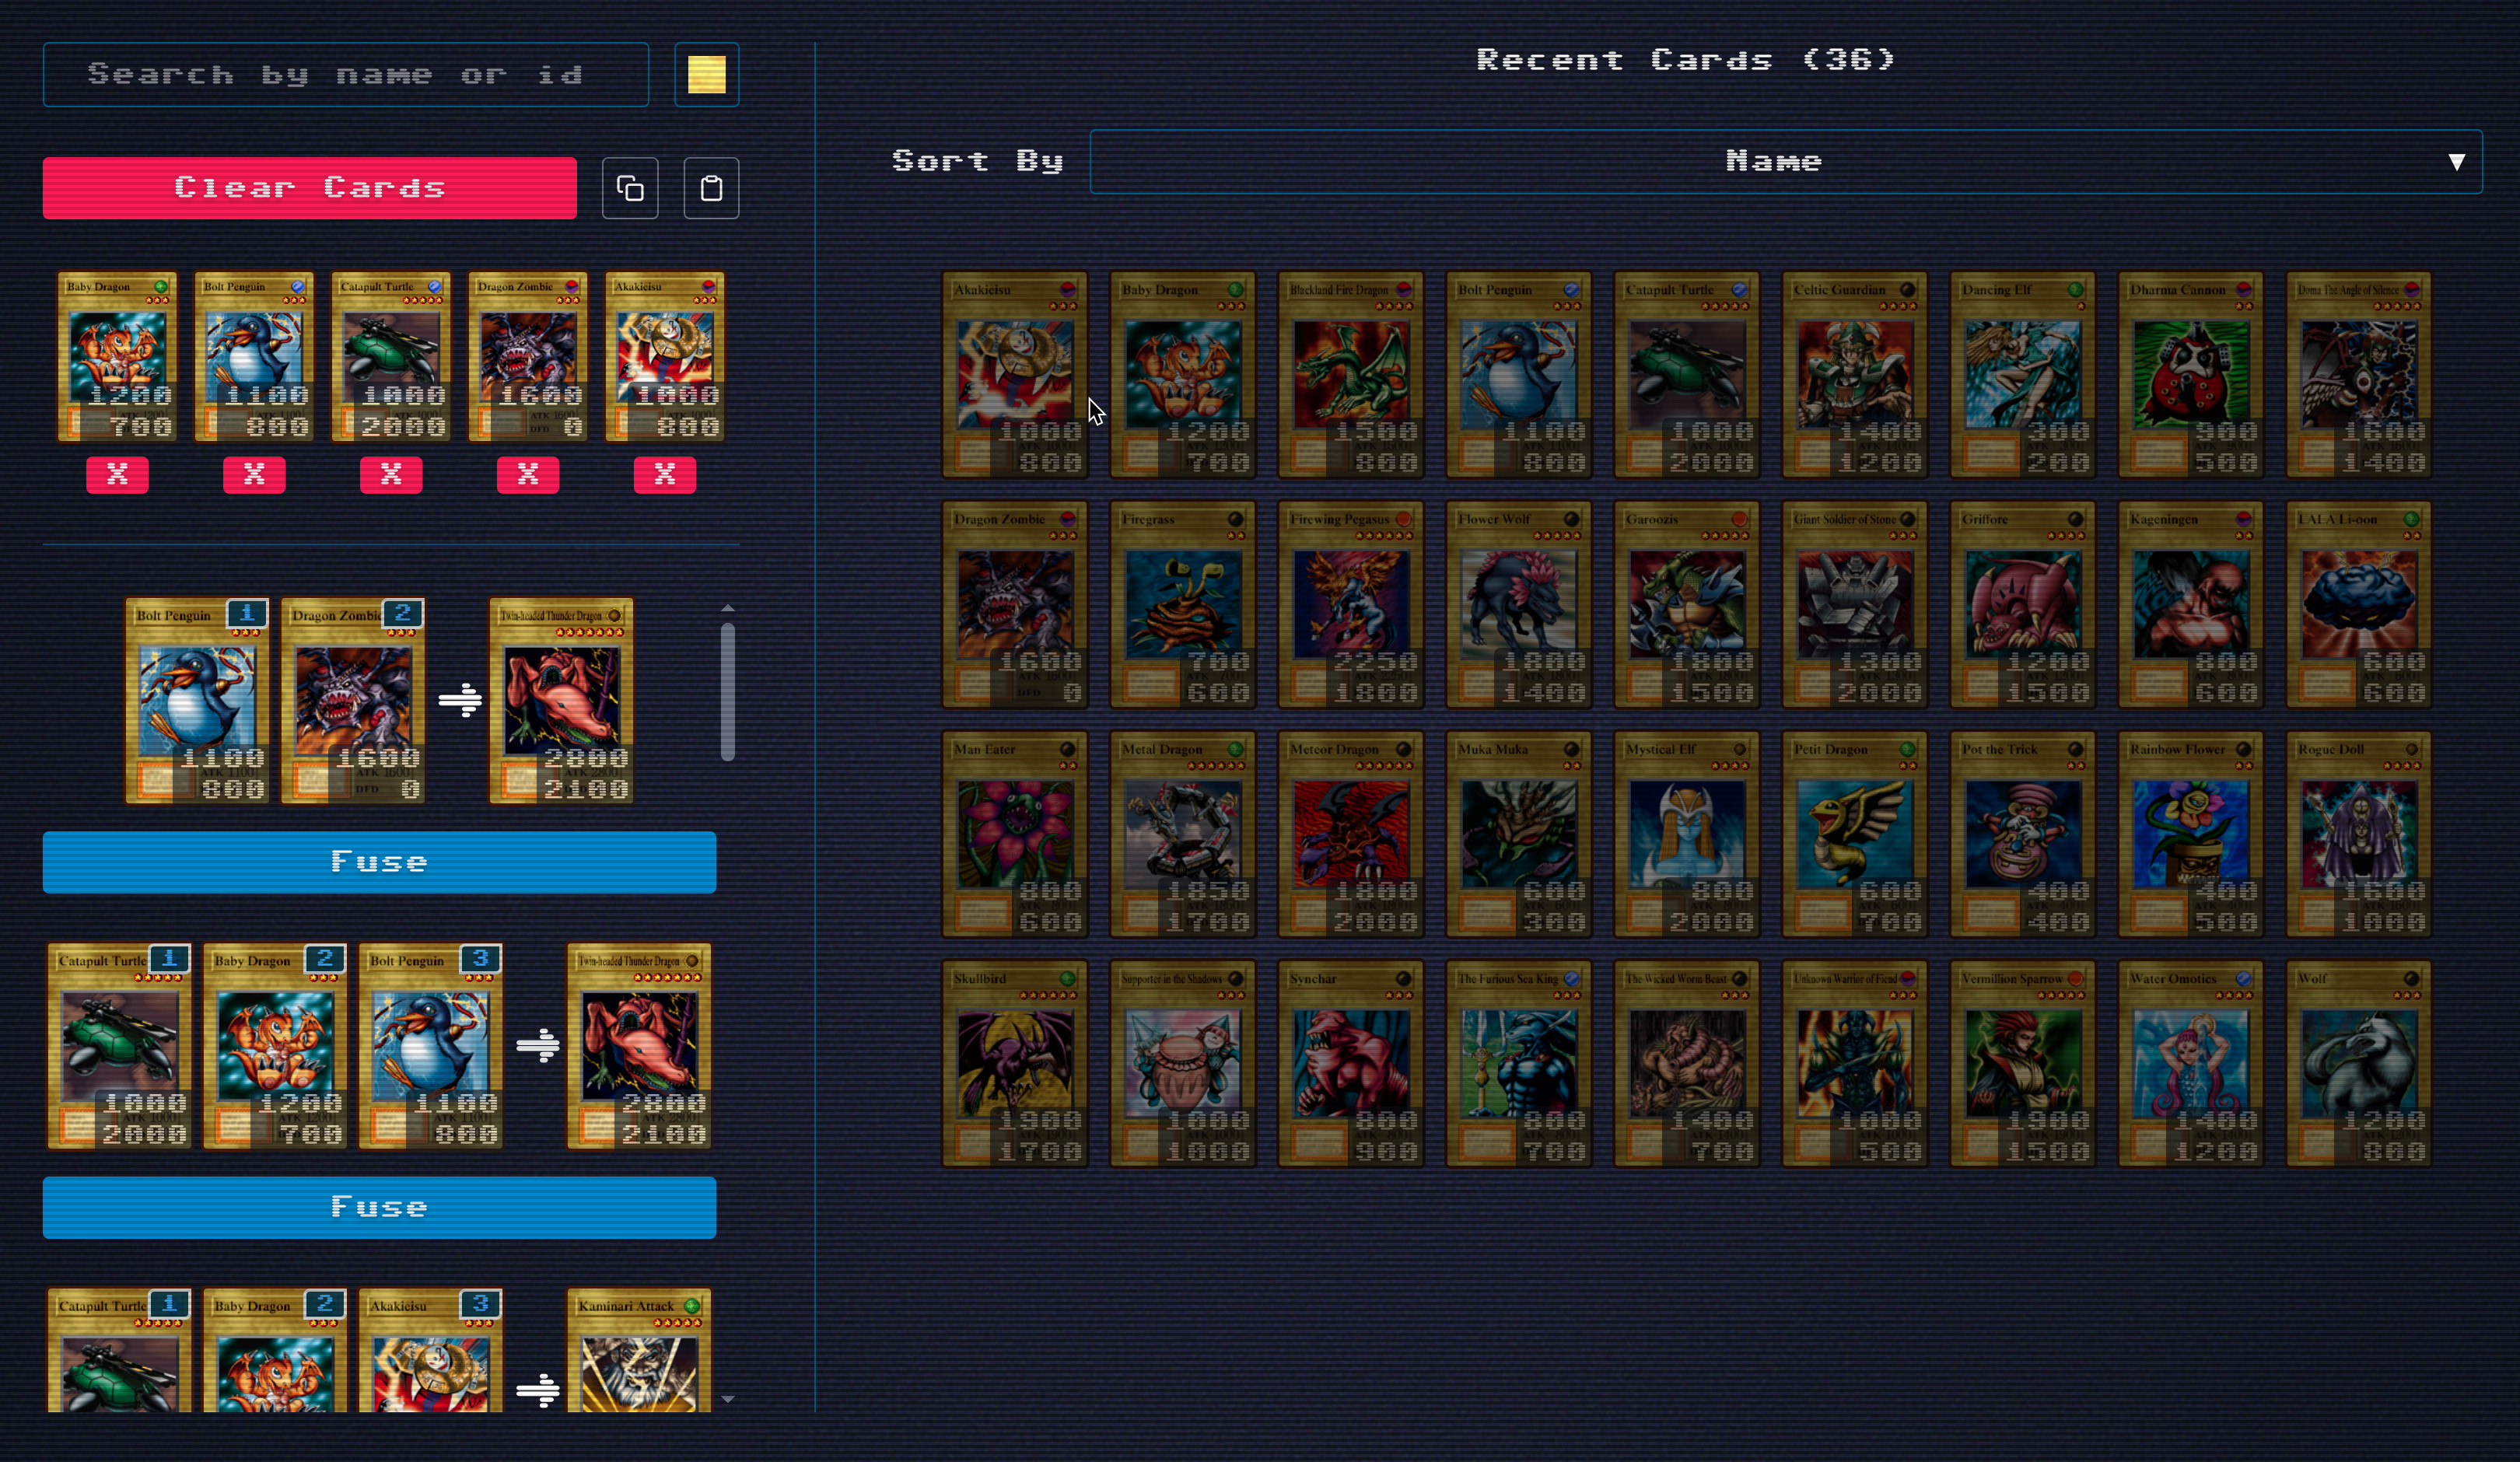 Search by name or id
Clear Cards
Baby Dragon
1200
700
Bolt Penguin
1100
800
Catapult Turtle
1000
2000
Dragon Zombie
1600
0
Akakieisu
1000
800
X X X X X
Bolt Penguin
1
1100
800
Dragon Zombie
2
1600
0
Twin-headed Thunder Dragon
2800
2100
Fuse
Catapult Turtle
1
1000
2000
Baby Dragon
2
1200
700
Bolt Penguin
3
1100
800
Twin-headed Thunder Dragon
2800
2100
Fuse
Catapult Turtle
1
Baby Dragon
2
Akakieisu
3
Kaminari Attack
Recent Cards (36)
Sort By
Name
Akakieisu
1000
800
Baby Dragon
1200
700
Blackland Fire Dragon
1500
800
Bolt Penguin
1100
800
Catapult Turtle
1000
2000
Celtic Guardian
1400
1200
Dancing Elf
300
200
Dharma Cannon
900
500
Doma The Angle of Silence
1600
1400
Dragon Zombie
1600
0
Firegrass
700
600
Firewing Pegasus
2250
1800
Flower Wolf
1800
1400
Garoozis
1800
1500
Giant Soldier of Stone
1300
2000
Griffore
1200
1500
Kageningen
800
600
LALA Li-oon
600
600
Man Eater
800
600
Metal Dragon
1850
1700
Meteor Dragon
1800
2000
Muka Muka
600
300
Mystical Elf
800
2000
Petit Dragon
600
700
Pot the Trick
400
400
Rainbow Flower
400
500
Rogue Doll
1600
1000
Skullbird
1900
1700
Supporter in the Shadows
1000
1000
Synchar
800
900
The Furious Sea King
800
700
The Wicked Worm Beast
1400
700
Unknown Warrior of Fiend
1000
500
Vermillion Sparrow
1900
1500
Water Omotics
1400
1200
Wolf
1200
800